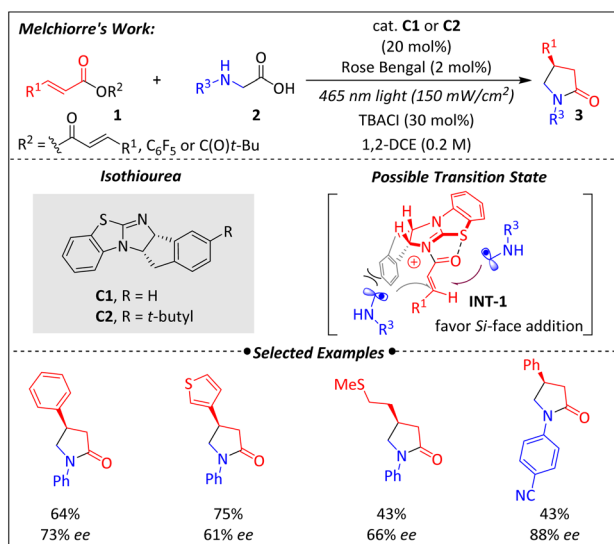 Melchiorre's Work:
R¹ O OR² 1
+
R³ H N O OH 2
cat. C1 or C2
(20 mol%)
Rose Bengal (2 mol%)
465 nm light (150 mW/cm²)
TBACl (30 mol%)
1,2-DCE (0.2 M)
R¹ N O R³ 3
R² = O R¹, C₆F₅ or C(O)t-Bu
Isothiourea
S N N R
C1, R = H
C2, R = t-butyl
Possible Transition State
H H N N S O R¹ H
R³ HN
HN R³
INT-1
favor Si-face addition
Selected Examples
N O Ph
64%
73% ee
S N O Ph
75%
61% ee
MeS N O Ph
43%
66% ee
Ph N O NC
43%
88% ee